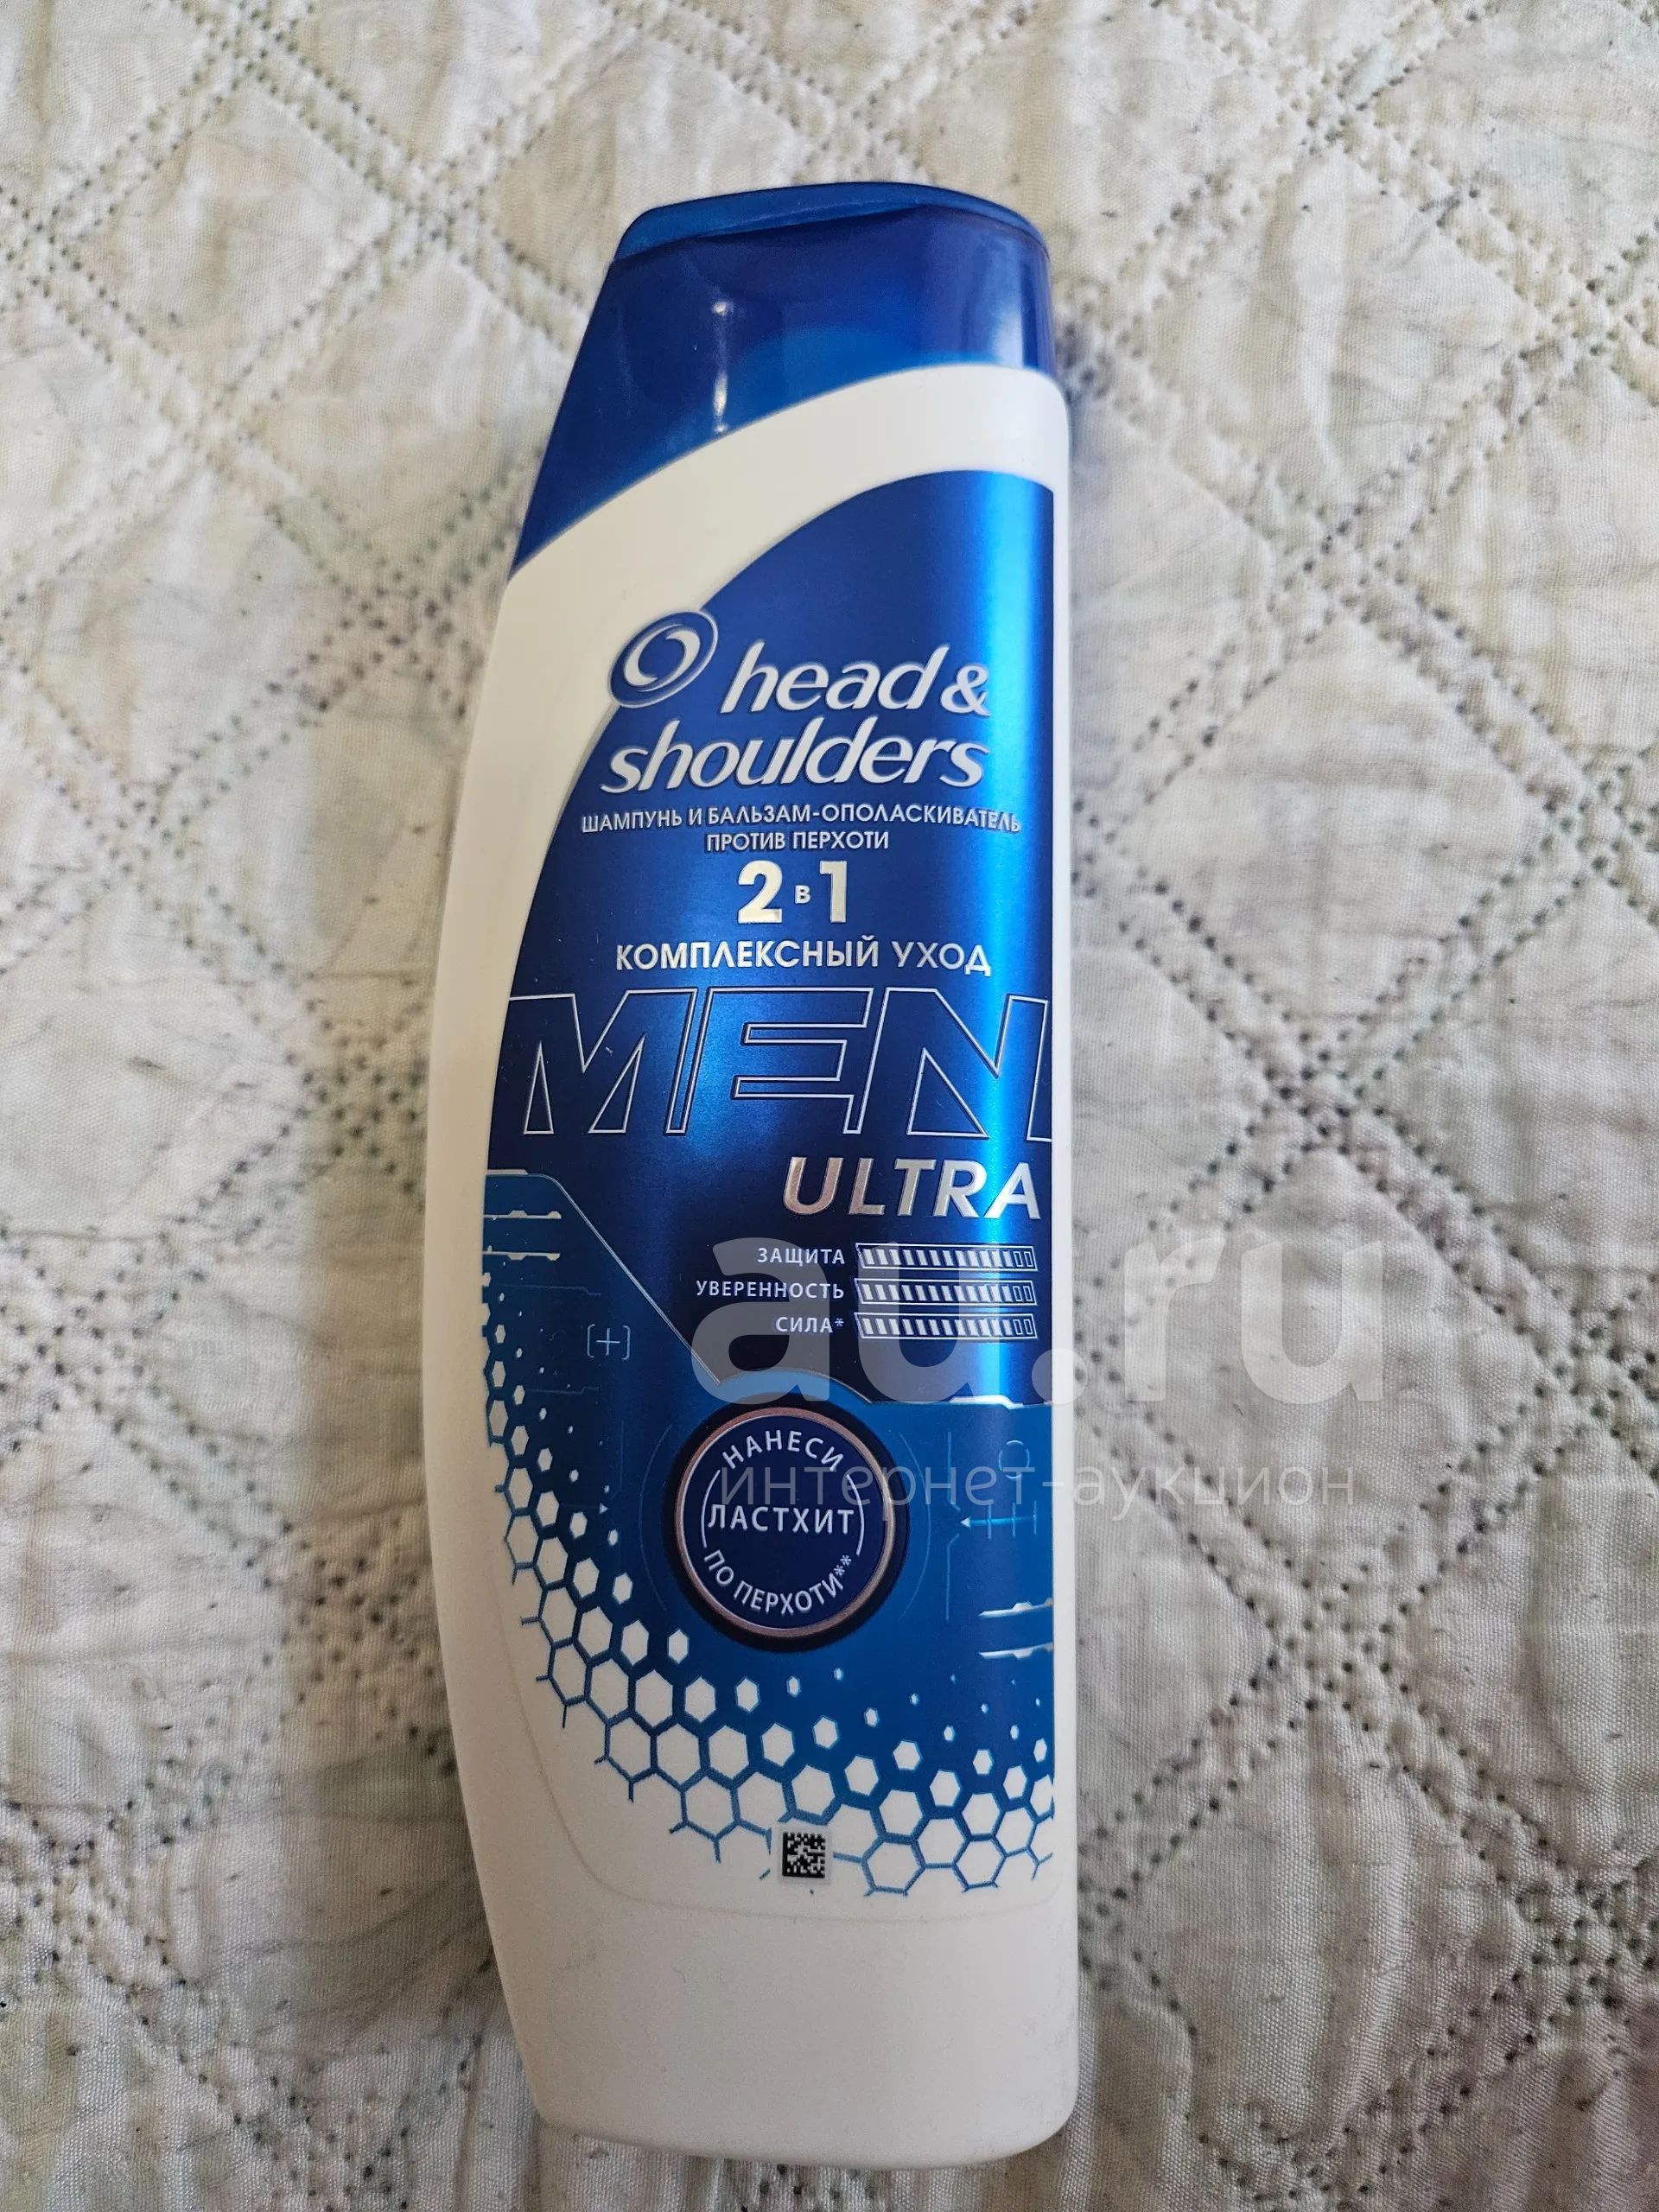 head &
shoulders
ШАМПУНЬ И БАЛЬЗАМ-ОПОЛАСКИВАТЕЛЬ
ПРОТИВ ПЕРХОТИ
2 в 1
КОМПЛЕКСНЫЙ УХОД
MEN
ULTRA
ЗАЩИТА
УВЕРЕННОСТЬ
СИЛА*
au.ru
интернет-аукцион
НАНЕСИ
ЛАСТХИТ
ПО ПЕРХОТИ**